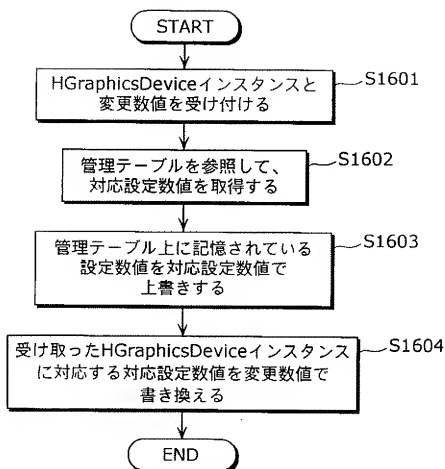 START
HGraphicsDeviceインスタンスと
変更数値を受け付ける
S1601
管理テーブルを参照して、
対応設定数値を取得する
S1602
管理テーブル上に記憶されている
設定数値を対応設定数値で
上書きする
S1603
受け取ったHGraphicsDeviceインスタンス
に対応する対応設定数値を変更数値で
書き換える
S1604
END